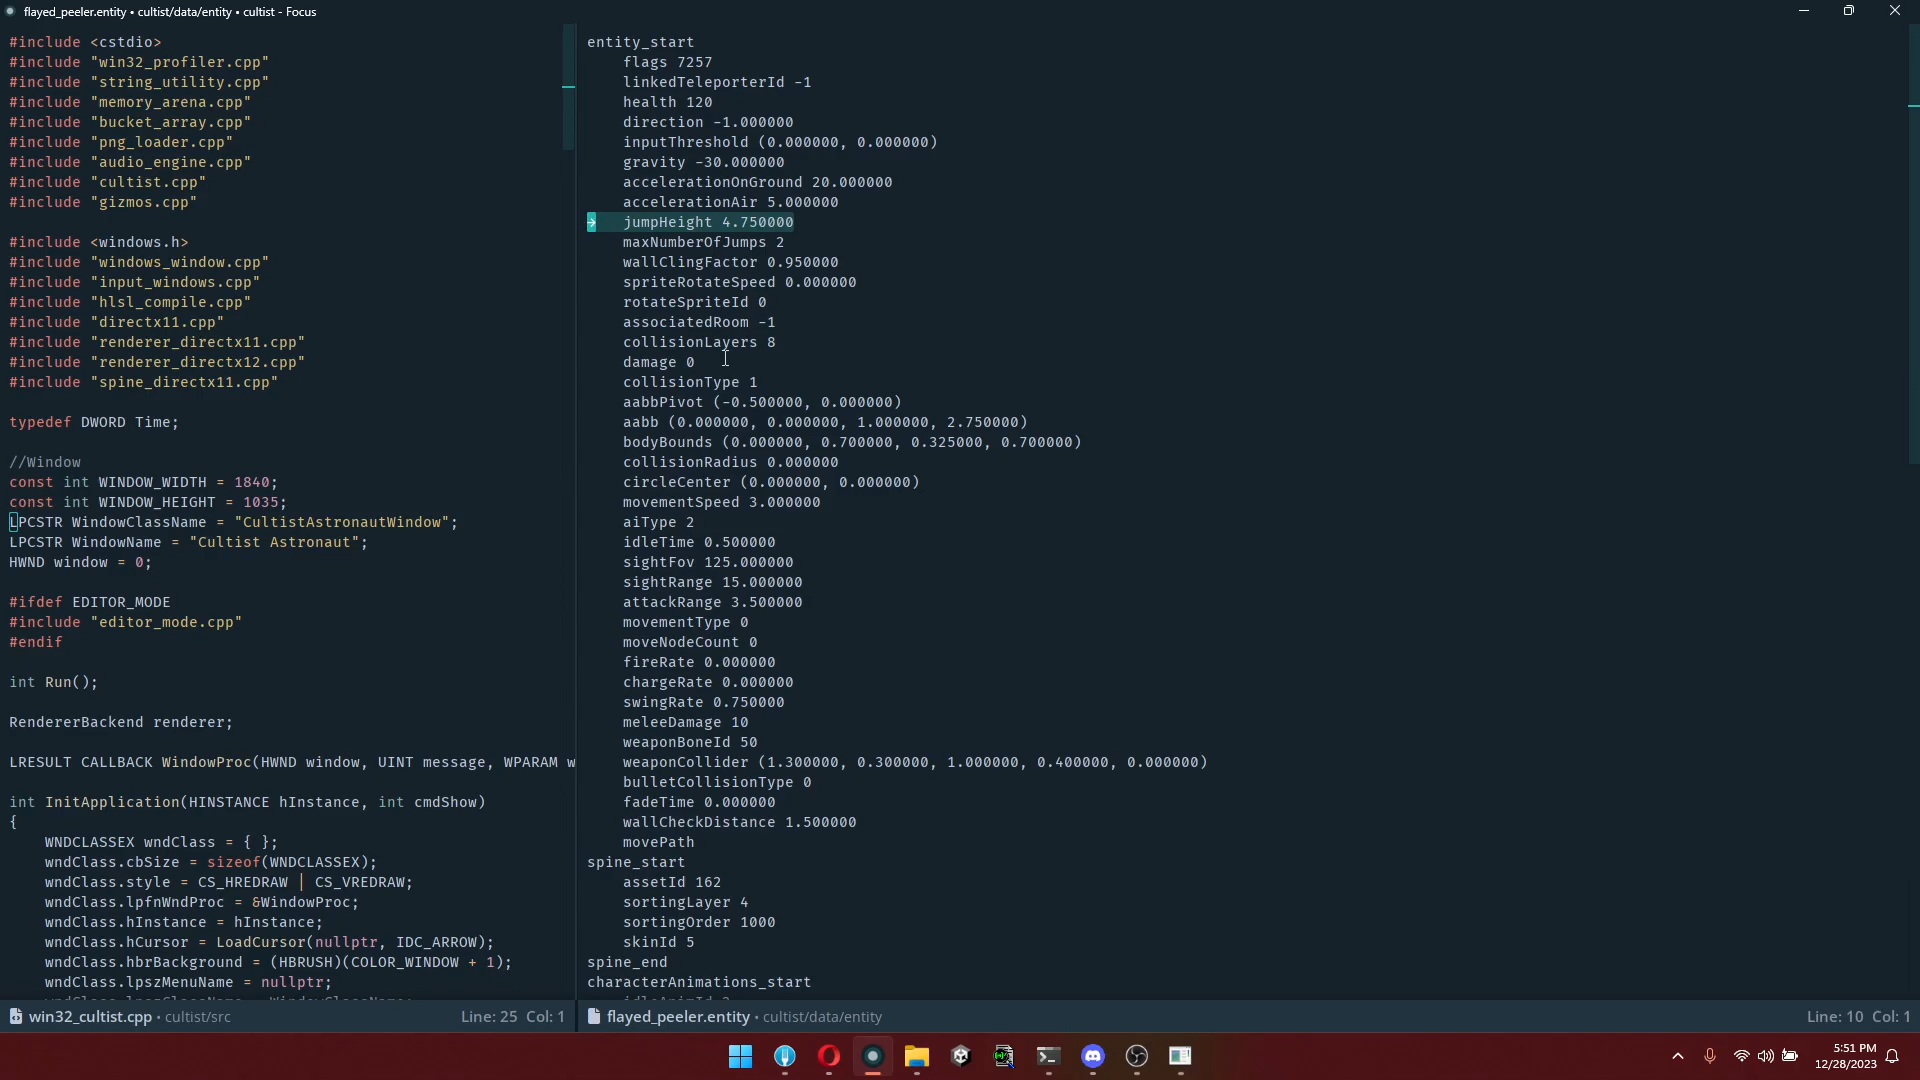 flayed_peeler.entity • cultist/data/entity • cultist - Focus
#include <cstdio>
#include "win32_profiler.cpp"
#include "string_utility.cpp"
#include "memory_arena.cpp"
#include "bucket_array.cpp"
#include "png_loader.cpp"
#include "audio_engine.cpp"
#include "cultist.cpp"
#include "gizmos.cpp"
#include <windows.h>
#include "windows_window.cpp"
#include "input_windows.cpp"
#include "hlsl_compile.cpp"
#include "directx11.cpp"
#include "renderer_directx11.cpp"
#include "renderer_directx12.cpp"
#include "spine_directx11.cpp"
typedef DWORD Time;
//Window
const int WINDOW_WIDTH = 1840;
const int WINDOW_HEIGHT = 1035;
LPCSTR WindowClassName = "CultistAstronautWindow";
LPCSTR WindowName = "Cultist Astronaut";
HWND window = 0;
#ifdef EDITOR_MODE
#include "editor_mode.cpp"
#endif
int Run();
RendererBackend renderer;
LRESULT CALLBACK WindowProc(HWND window, UINT message, WPARAM w
int InitApplication(HINSTANCE hInstance, int cmdShow)
{
WNDCLASSEX wndClass = { };
wndClass.cbSize = sizeof(WNDCLASSEX);
wndClass.style = CS_HREDRAW | CS_VREDRAW;
wndClass.lpfnWndProc = &WindowProc;
wndClass.hInstance = hInstance;
wndClass.hCursor = LoadCursor(nullptr, IDC_ARROW);
wndClass.hbrBackground = (HBRUSH)(COLOR_WINDOW + 1);
wndClass.lpszMenuName = nullptr;
win32_cultist.cpp • cultist/src
Line: 25 Col: 1
entity_start
flags 7257
linkedTeleporterId -1
health 120
direction -1.000000
inputThreshold (0.000000, 0.000000)
gravity -30.000000
accelerationOnGround 20.000000
accelerationAir 5.000000
jumpHeight 4.750000
maxNumberOfJumps 2
wallClingFactor 0.950000
spriteRotateSpeed 0.000000
rotateSpriteId 0
associatedRoom -1
collisionLayers 8
damage 0
collisionType 1
aabbPivot (-0.500000, 0.000000)
aabb (0.000000, 0.000000, 1.000000, 2.750000)
bodyBounds (0.000000, 0.700000, 0.325000, 0.700000)
collisionRadius 0.000000
circleCenter (0.000000, 0.000000)
movementSpeed 3.000000
aiType 2
idleTime 0.500000
sightFov 125.000000
sightRange 15.000000
attackRange 3.500000
movementType 0
moveNodeCount 0
fireRate 0.000000
chargeRate 0.000000
swingRate 0.750000
meleeDamage 10
weaponBoneId 50
weaponCollider (1.300000, 0.300000, 1.000000, 0.400000, 0.000000)
bulletCollisionType 0
fadeTime 0.000000
wallCheckDistance 1.500000
movePath
spine_start
assetId 162
sortingLayer 4
sortingOrder 1000
skinId 5
spine_end
characterAnimations_start
flayed_peeler.entity • cultist/data/entity
Line: 10 Col: 1
5:51 PM
12/28/2023